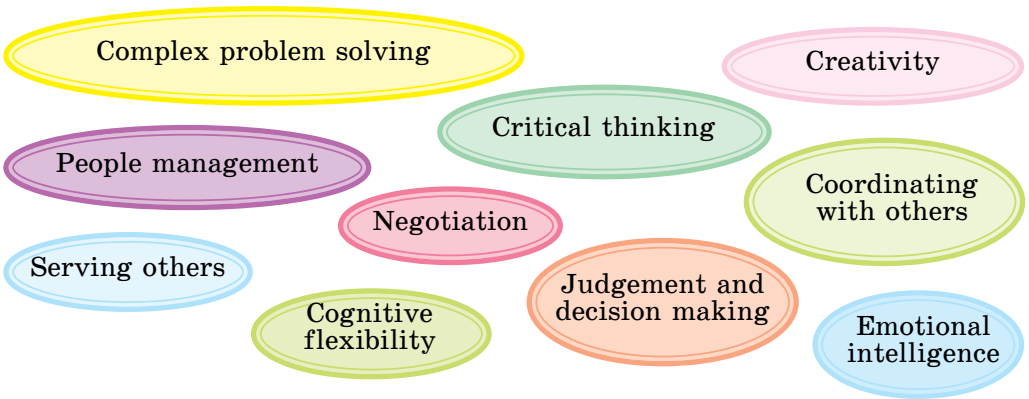 Complex problem solving
Creativity
Critical thinking
People management
Coordinating
with others
Negotiation
Serving others
Judgement and
decision making
Cognitive
flexibility
Emotional
intelligence